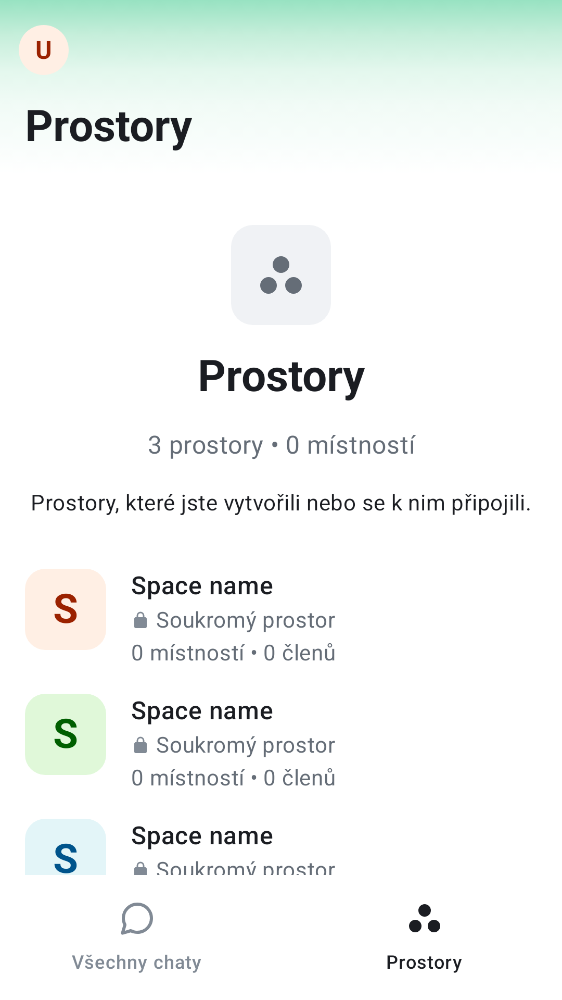 U
Prostory
Prostory
3 prostory • 0 místností
Prostory, které jste vytvořili nebo se k nim připojili.
S
Space name
Soukromý prostor
0 místností • 0 členů
S
Space name
Soukromý prostor
0 místností • 0 členů
S
Space name
Soukromý prostor
Všechny chaty
Prostory